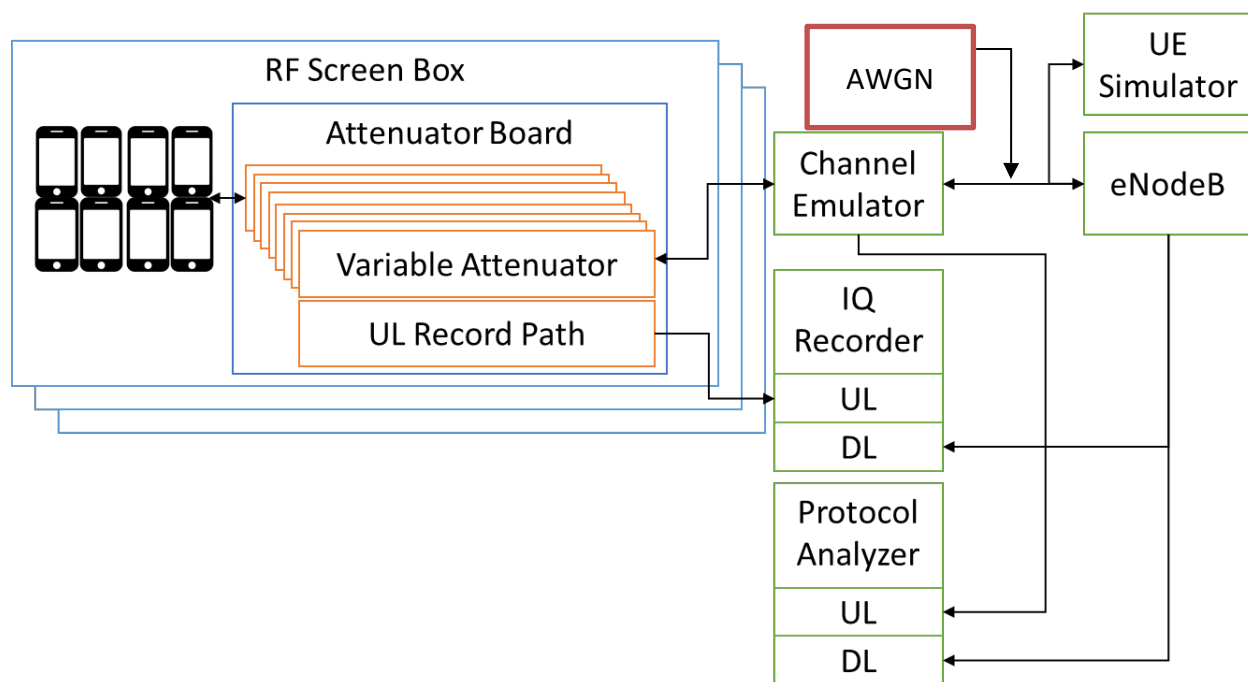 RF Screen Box
Attenuator Board
Variable Attenuator
UL Record Path
AWGN
UE
Simulator
Channel
Emulator
eNodeB
IQ
Recorder
UL
DL
Protocol
Analyzer
UL
DL